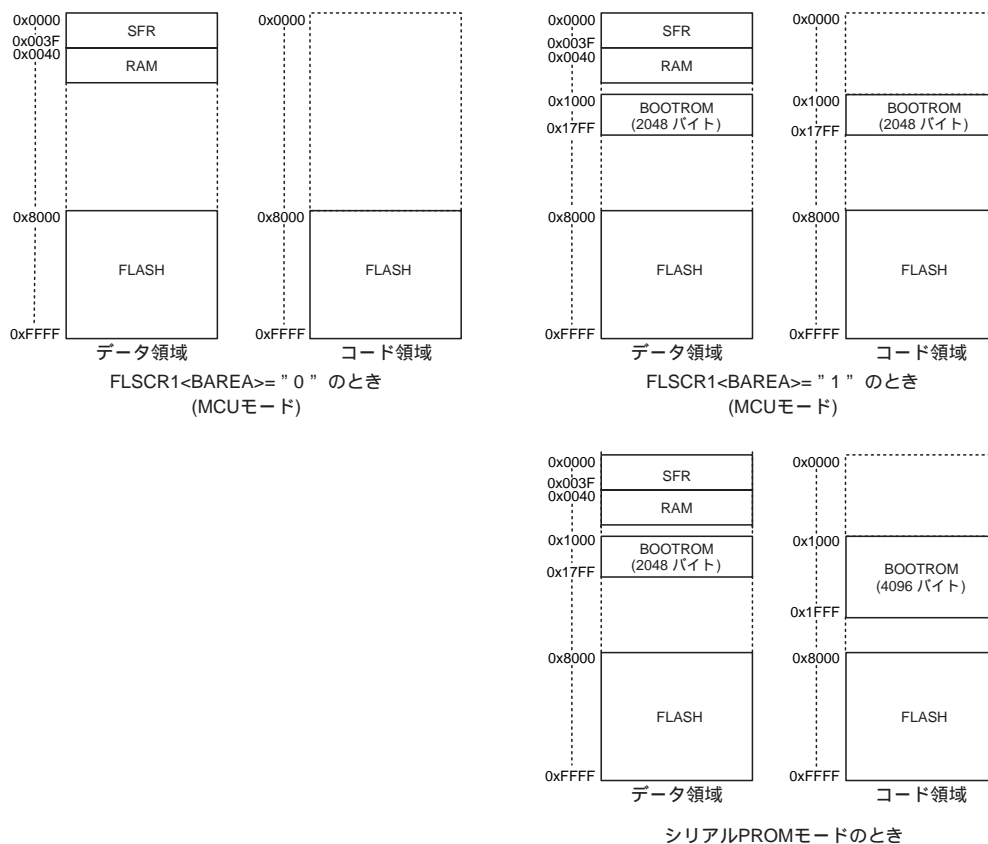 0x0000
SFR
0x003F
0x0040
RAM
0x8000
FLASH
0xFFFF
データ領域
0x0000
0x8000
FLASH
0xFFFF
コード領域
FLSCR1<BAREA>= ” 0 ” のとき
(MCUモード)
0x0000
SFR
0x003F
0x0040
RAM
0x1000
BOOTROM
(2048 バイト)
0x17FF
0x8000
FLASH
0xFFFF
データ領域
0x0000
0x1000
BOOTROM
(2048 バイト)
0x17FF
0x8000
FLASH
0xFFFF
コード領域
FLSCR1<BAREA>= ” 1 ” のとき
(MCUモード)
0x0000
SFR
0x003F
0x0040
RAM
0x1000
BOOTROM
(2048 バイト)
0x17FF
0x8000
FLASH
0xFFFF
データ領域
0x0000
0x1000
BOOTROM
(4096 バイト)
0x1FFF
0x8000
FLASH
0xFFFF
コード領域
シリアルPROMモードのとき